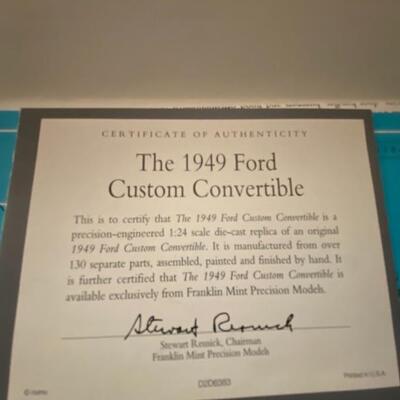 CERTIFICATE OF AUTHENTICITY
The 1949 Ford
Custom Convertible
This is to certify that The 1949 Ford Custom Convertible is a
precision-engineered 1:24 scale die-cast replica of an original
1949 Ford Custom Convertible. It is manufactured from over
130 separate parts, assembled, painted and finished by hand. It
is further certified that The 1949 Ford Custom Convertible is
available exclusively from Franklin Mint Precision Models.
Stewart Resnick
Stewart Resnick, Chairman
Franklin Mint Precision Models
Printed in U.S.A.